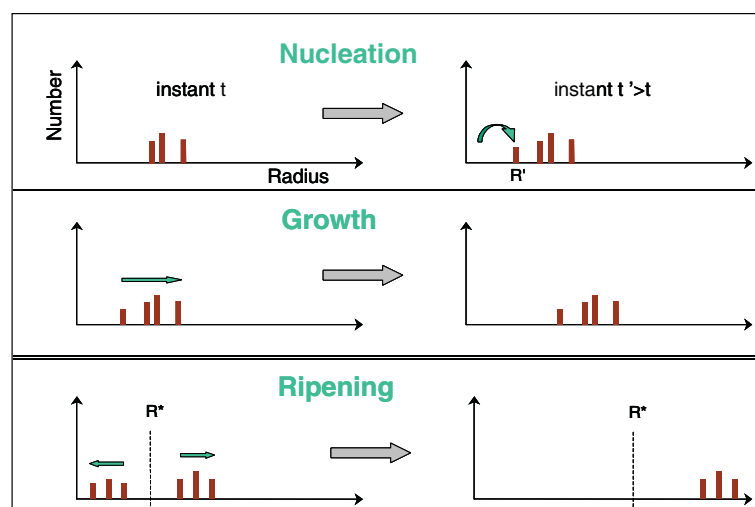 Nucleation
Number
instant t
instant t ’>t
Radius
R'
Growth
Ripening
R*
R*